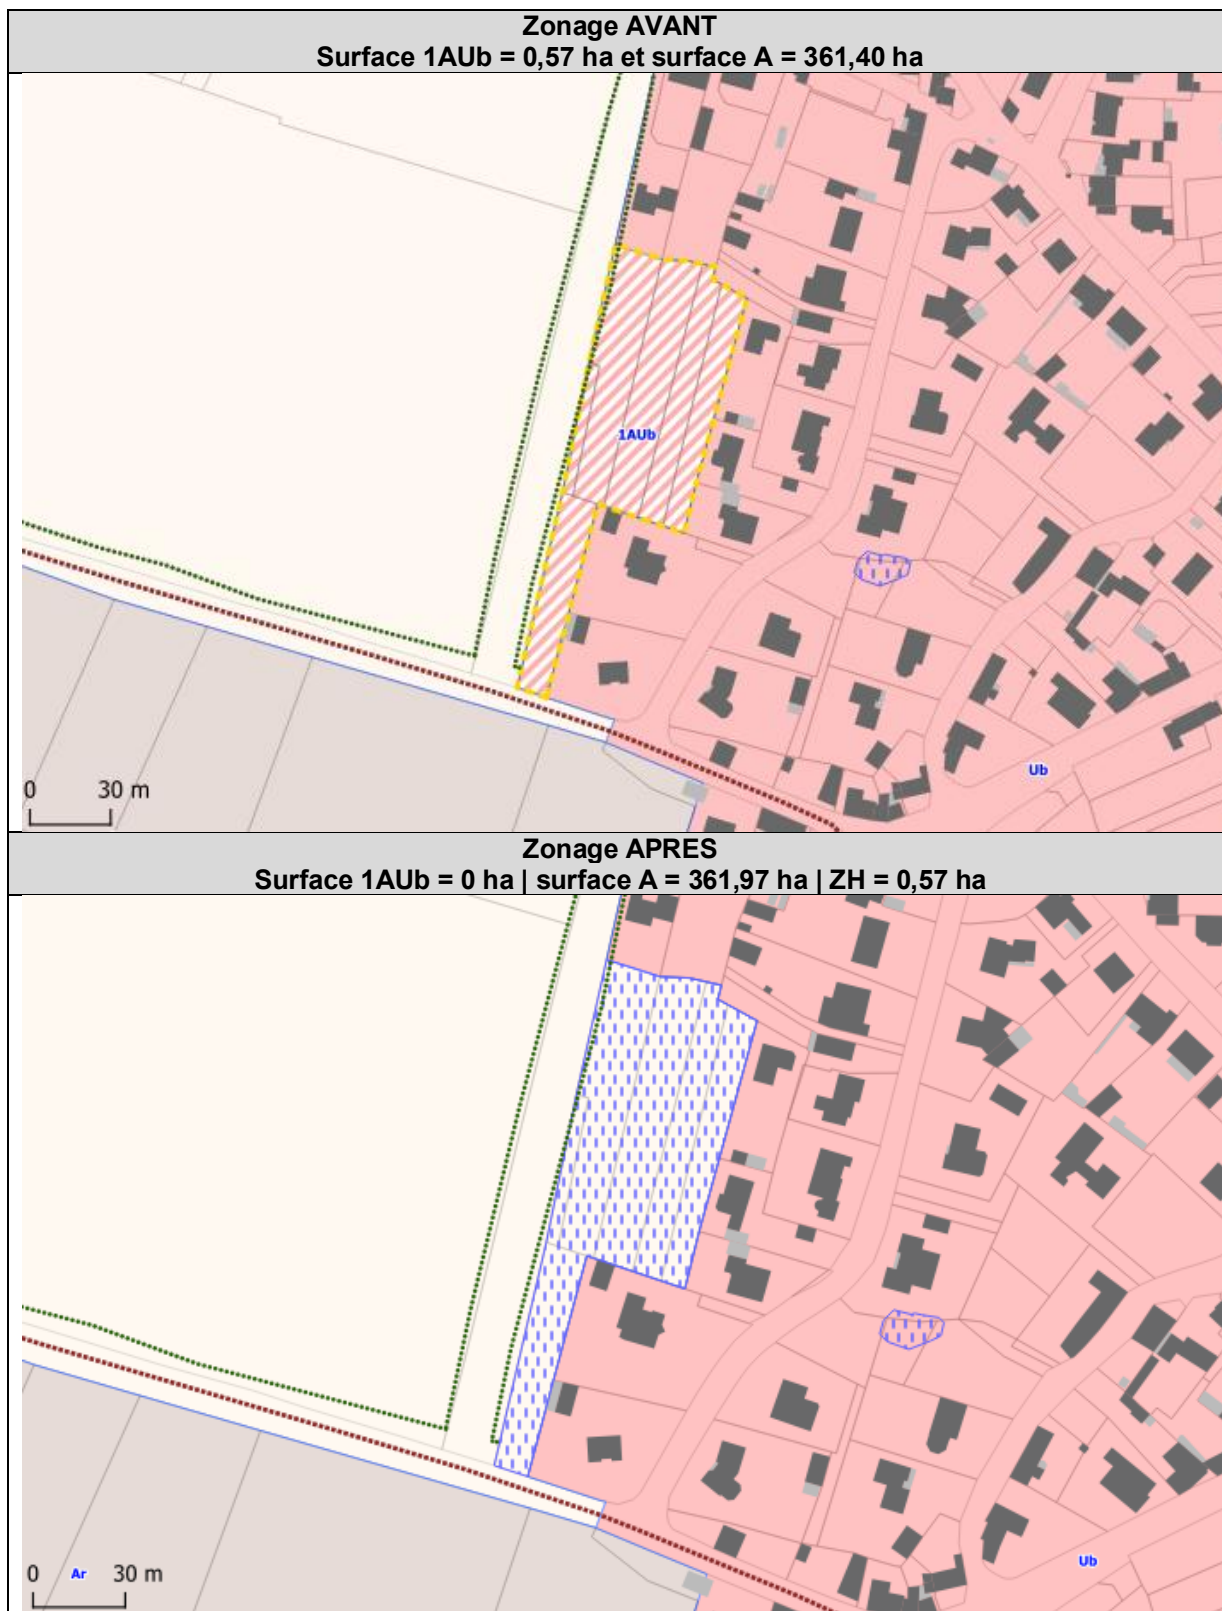 Zonage AVANT
Surface 1AUb = 0,57 ha et surface A = 361,40 ha
1AUb
Ub
0 30 m
Zonage APRES
Surface 1AUb = 0 ha | surface A = 361,97 ha | ZH = 0,57 ha
Ub
0 Ar 30 m